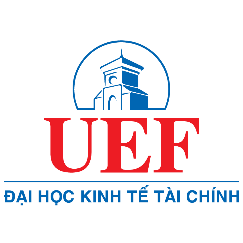 UEF
ĐẠI HỌC KINH TẾ TÀI CHÍNH